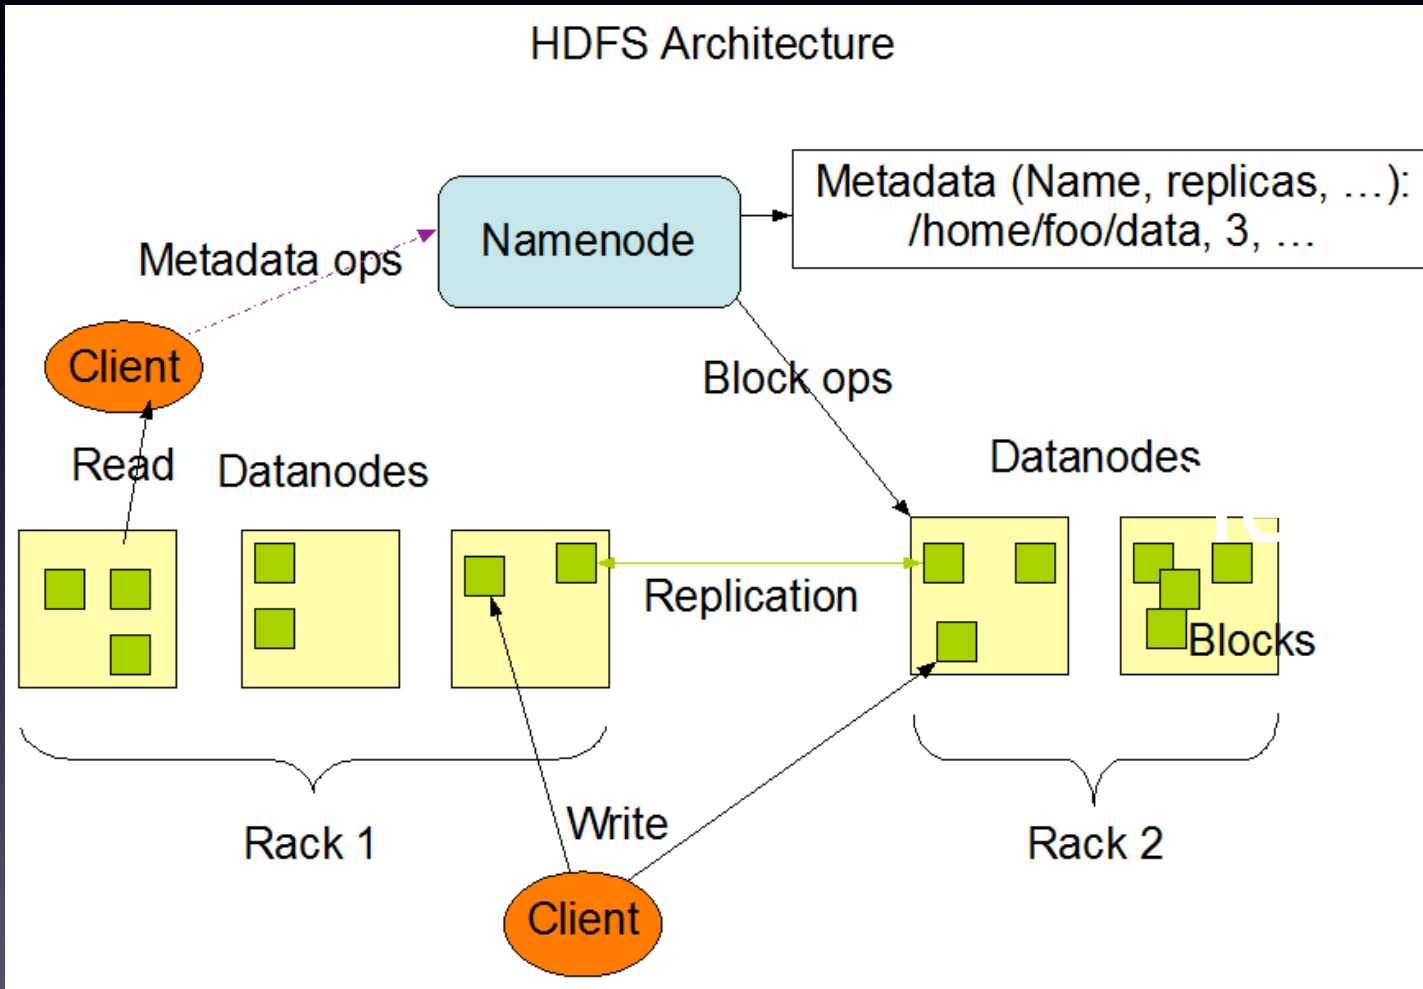 HDFS Architecture
Metadata (Name, replicas, ...):
/home/foo/data, 3, ...
Namenode
Metadata ops
Client
Block ops
Read
Datanodes
Datanodes
Replication
Blocks
Rack 1
Write
Rack 2
Client